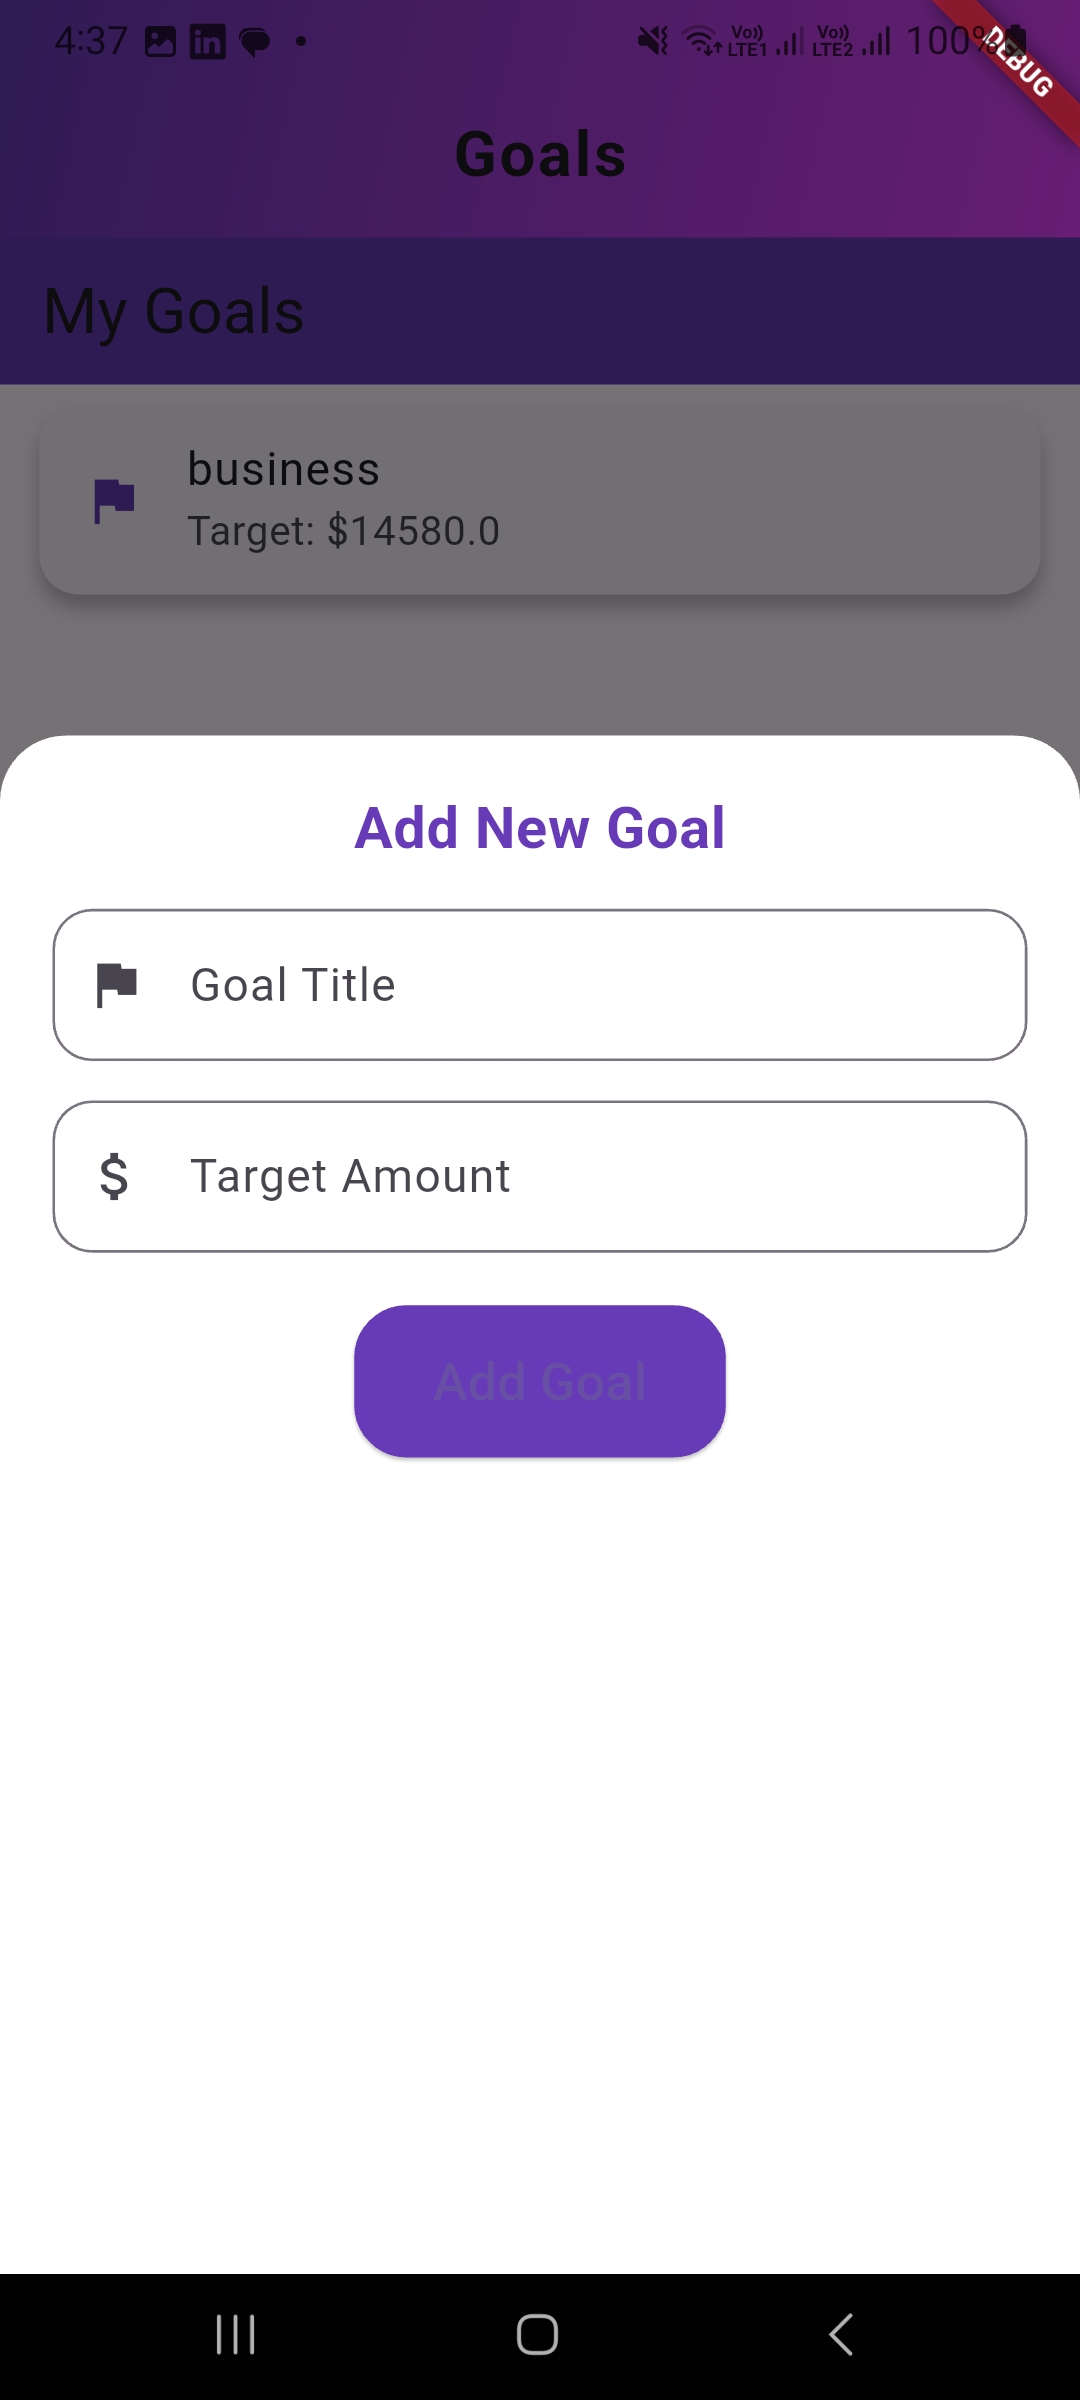 4:37
Vo)) LTE1 Vo)) LTE2 100%
DEBUG
Goals
My Goals
business
Target: $14580.0
Add New Goal
Goal Title
$ Target Amount
Add Goal